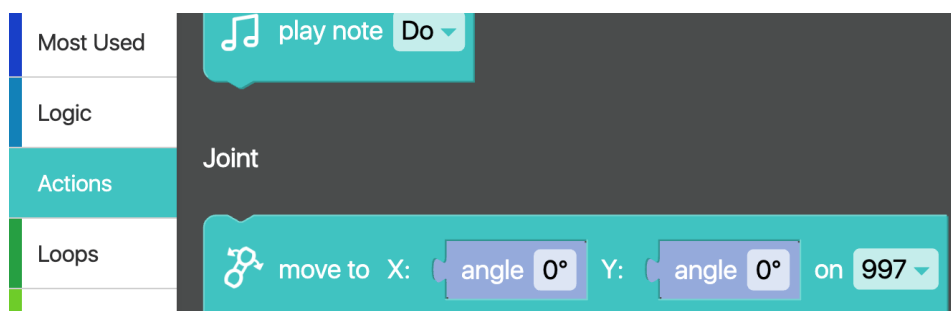 play note Do
Most Used
Logic
Joint
Actions
Loops
move to X: angle 0° Y: angle 0° on 997